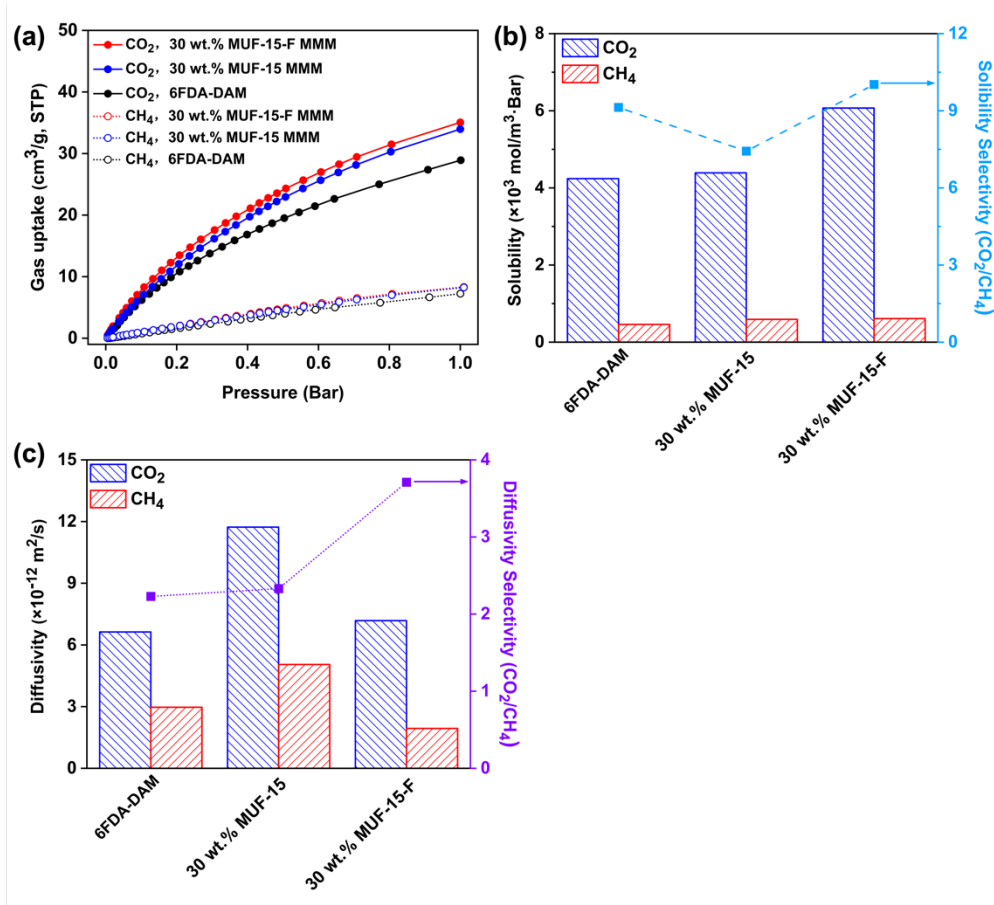 (a)
50
40
30
20
10
0
Gas uptake (cm³/g, STP)
CO₂, 30 wt.% MUF-15-F MMM
CO₂, 30 wt.% MUF-15 MMM
CO₂, 6FDA-DAM
CH₄, 30 wt.% MUF-15-F MMM
CH₄, 30 wt.% MUF-15 MMM
CH₄, 6FDA-DAM
0.0 0.2 0.4 0.6 0.8 1.0
Pressure (Bar)
(b)
8
6
4
2
0
Solubility (×10³ mol/m³·Bar)
CO₂
CH₄
12
9
6
3
0
Solibility Selectivity (CO₂/CH₄)
6FDA-DAM
30 wt.% MUF-15
30 wt.% MUF-15-F
(c)
15
12
9
6
3
0
Diffusivity (×10⁻¹² m²/s)
CO₂
CH₄
4
3
2
1
0
Diffusivity Selectivity (CO₂/CH₄)
6FDA-DAM
30 wt.% MUF-15
30 wt.% MUF-15-F